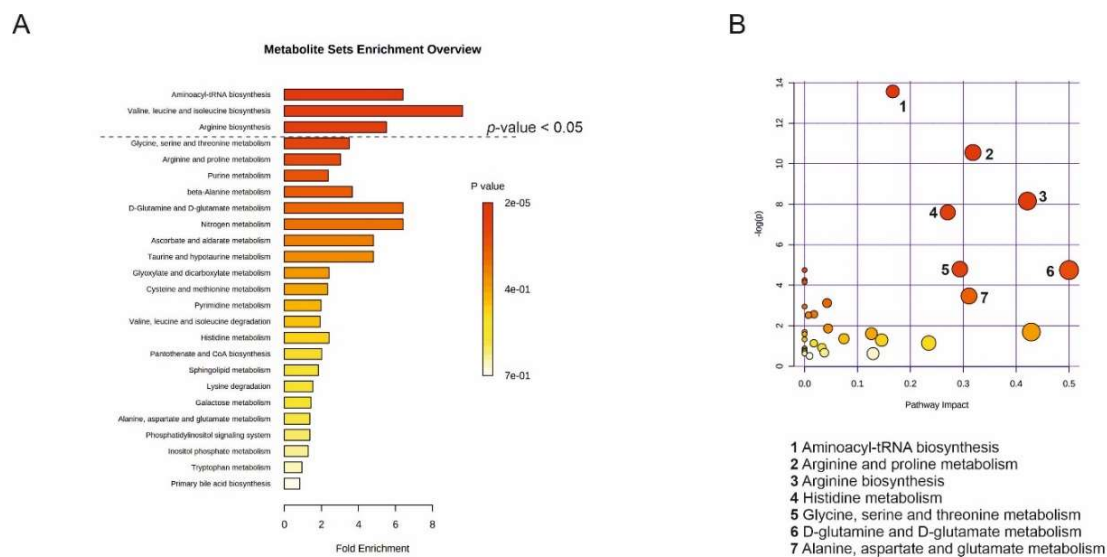 A
Metabolite Sets Enrichment Overview
Aminoacyl-tRNA biosynthesis
Valine, leucine and isoleucine biosynthesis
Arginine biosynthesis
p-value < 0.05
Glycine, serine and threonine metabolism
Arginine and proline metabolism
Purine metabolism
beta-Alanine metabolism
D-Glutamine and D-glutamate metabolism
Nitrogen metabolism
Ascorbate and aldarate metabolism
Taurine and hypotaurine metabolism
Glyoxylate and dicarboxylate metabolism
Cysteine and methionine metabolism
Pyrimidine metabolism
Valine, leucine and isoleucine degradation
Histidine metabolism
Pantothenate and CoA biosynthesis
Sphingolipid metabolism
Lysine degradation
Galactose metabolism
Alanine, aspartate and glutamate metabolism
Phosphatidylinositol signaling system
Inositol phosphate metabolism
Tryptophan metabolism
Primary bile acid biosynthesis
P value
2e-05
4e-01
7e-01
0 2 4 6 8
Fold Enrichment
B
14
12
10
8
6
4
2
0
-log(p)
1
2
3
4
5
6
7
0.0 0.1 0.2 0.3 0.4 0.5
Pathway Impact
1 Aminoacyl-tRNA biosynthesis
2 Arginine and proline metabolism
3 Arginine biosynthesis
4 Histidine metabolism
5 Glycine, serine and threonine metabolism
6 D-glutamine and D-glutamate metabolism
7 Alanine, aspartate and glutamate metabolism